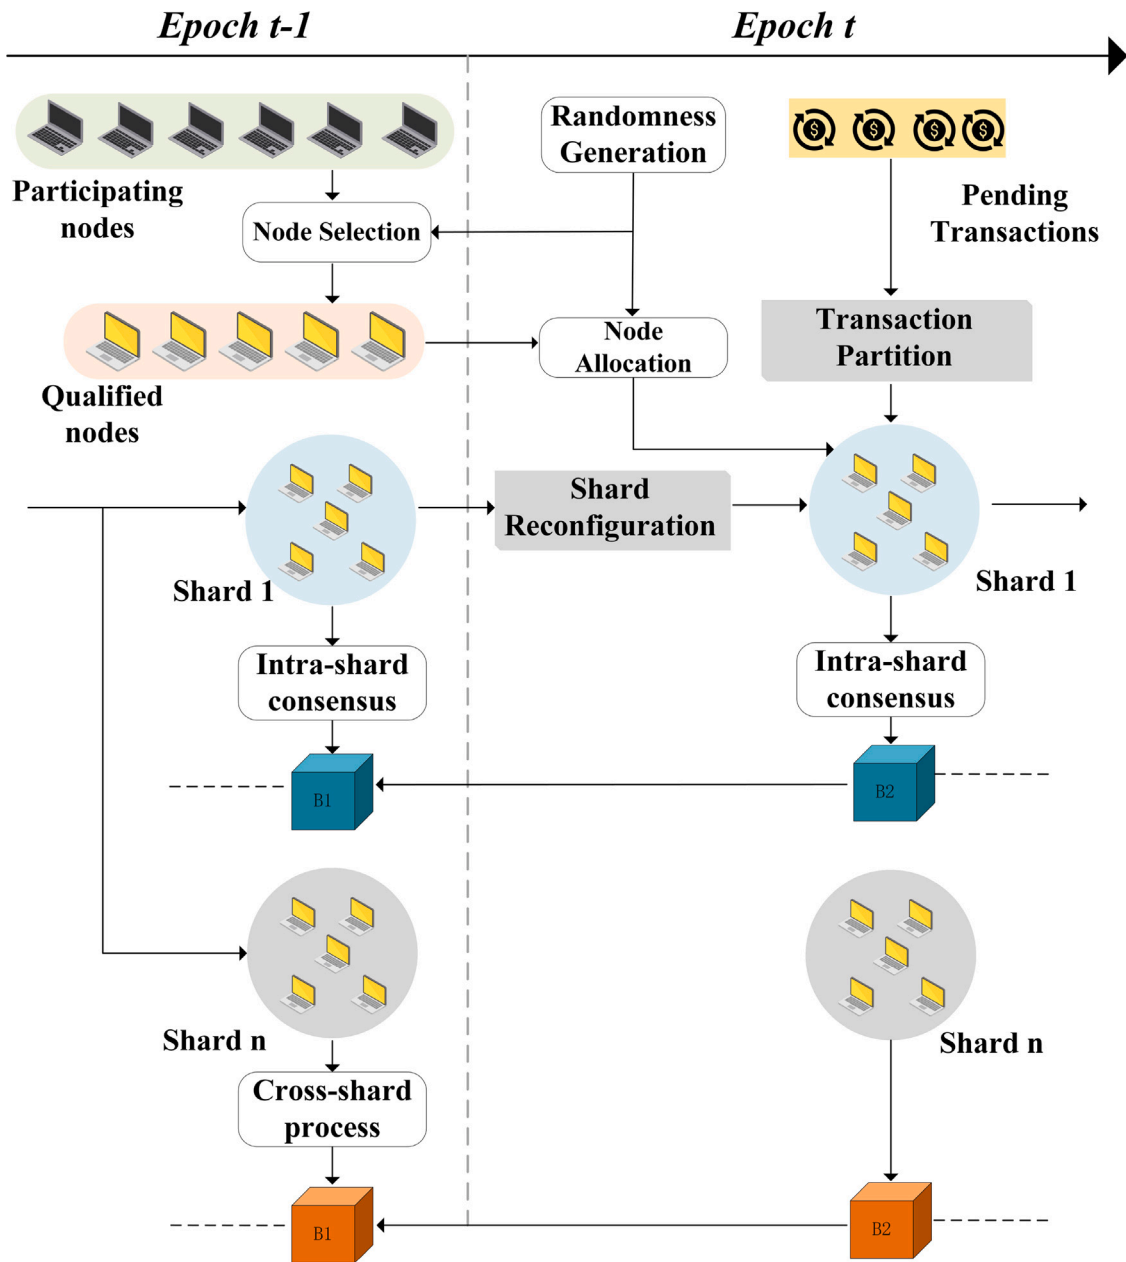 Epoch t-1
Epoch t
Participating
nodes
Node Selection
Randomness
Generation
$ $ $ $
Pending
Transactions
Qualified
nodes
Node
Allocation
Transaction
Partition
Shard 1
Shard
Reconfiguration
Shard 1
Intra-shard
consensus
Intra-shard
consensus
B1
B2
Shard n
Shard n
Cross-shard
process
B1
B2